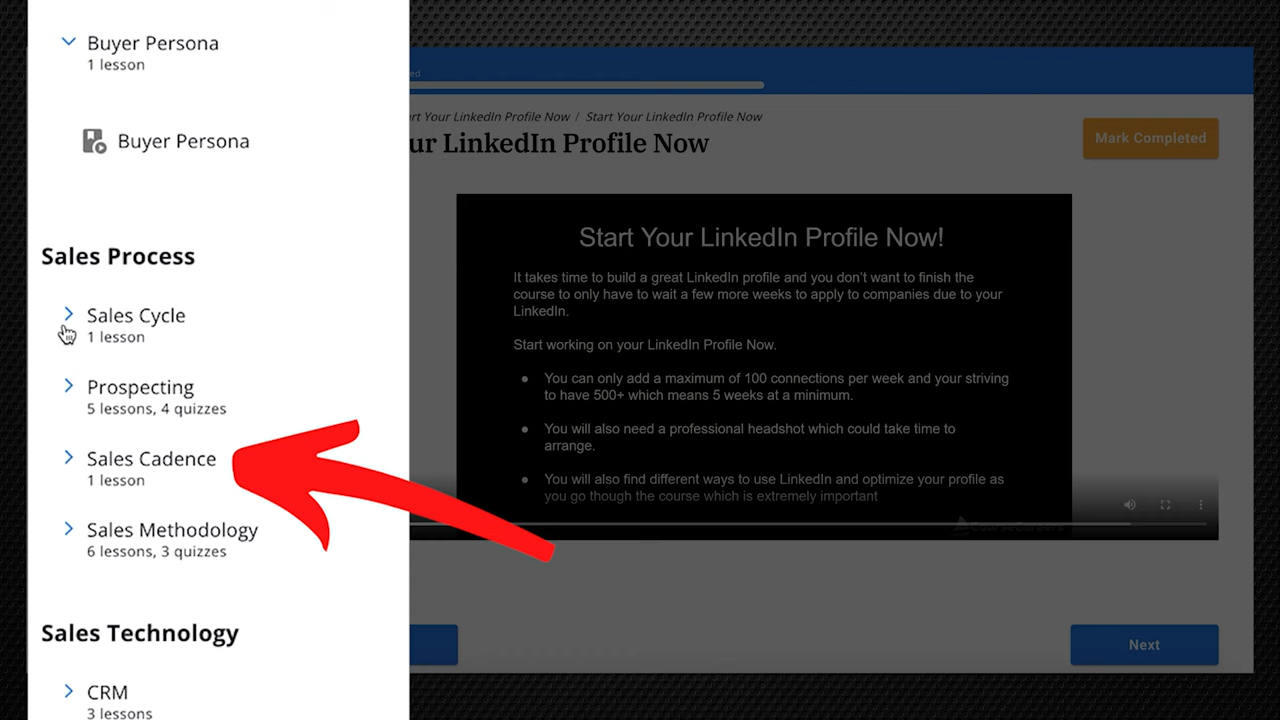 Buyer Persona
1 lesson
Buyer Persona
Sales Process
Sales Cycle
1 lesson
Prospecting
5 lessons, 4 quizzes
Sales Cadence
1 lesson
Sales Methodology
6 lessons, 3 quizzes
Sales Technology
CRM
3 lessons
ed
rt Your LinkedIn Profile Now / Start Your LinkedIn Profile Now
ur LinkedIn Profile Now
Mark Completed
Start Your LinkedIn Profile Now!
It takes time to build a great LinkedIn profile and you don't want to finish the
course to only have to wait a few more weeks to apply to companies due to your
LinkedIn.
Start working on your LinkedIn Profile Now.
● You can only add a maximum of 100 connections per week and your striving
to have 500+ which means 5 weeks at a minimum.
● You will also need a professional headshot which could take time to
arrange.
● You will also find different ways to use LinkedIn and optimize your profile as
you go though the course which is extremely important
CourseCareers
Next